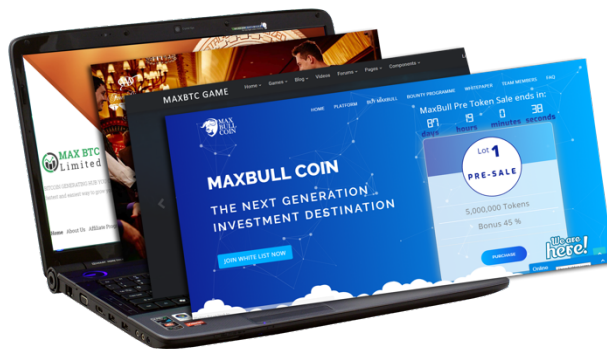 MAX BTC
Limited
Home About Us Affiliate Prog
MAXBTC GAME
Home Games Blog Videos Forums Pages Components
MAX
BULL
COIN
HOME PLATFORM BUY MAXBULL BOUNTY PROGRAMME WHITEPAPER TEAM MEMBERS FAQ
MaxBull Pre Token Sale ends in:
87 19 0 38
days hours minutes seconds
MAXBULL COIN
THE NEXT GENERATION
INVESTMENT DESTINATION
JOIN WHITE LIST NOW
Lot 1
PRE-SALE
5,000,000 Tokens
Bonus 45 %
PURCHASE
We are
here!
Online